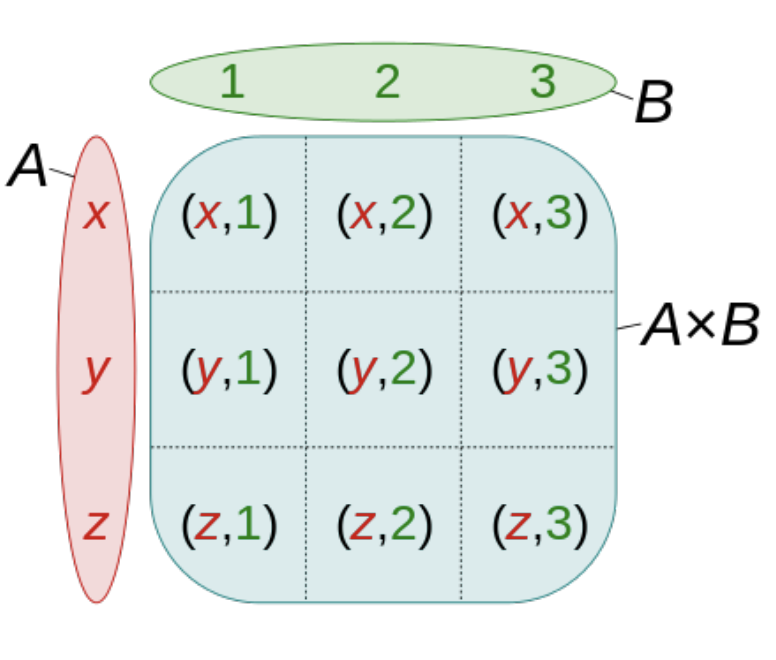 1 2 3
B
A
x (x,1) (x,2) (x,3)
A×B
y (y,1) (y,2) (y,3)
z (z,1) (z,2) (z,3)